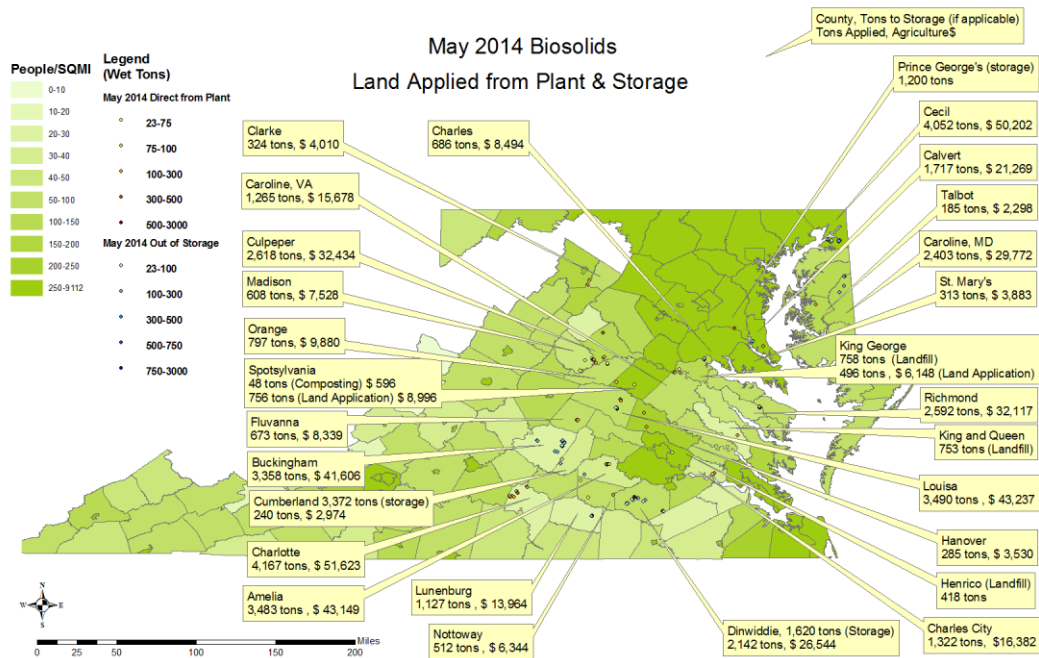 May 2014 Biosolids
Land Applied from Plant & Storage
County, Tons to Storage (if applicable)
Tons Applied, Agriculture$
People/SQMI
0-10
10-20
20-30
30-40
40-50
50-100
100-150
150-200
200-250
250-9112
Legend
(Wet Tons)
May 2014 Direct from Plant
23-75
75-100
100-300
300-500
500-3000
May 2014 Out of Storage
23-100
100-300
300-500
500-750
750-3000
Clarke
324 tons, $ 4,010
Caroline, VA
1,265 tons, $ 15,678
Culpeper
2,618 tons, $ 32,434
Madison
608 tons, $ 7,528
Orange
797 tons, $ 9,880
Spotsylvania
48 tons (Composting) $ 596
756 tons (Land Application) $ 8,996
Fluvanna
673 tons, $ 8,339
Buckingham
3,358 tons, $ 41,606
Cumberland 3,372 tons (storage)
240 tons, $ 2,974
Charlotte
4,167 tons, $ 51,623
Amelia
3,483 tons , $ 43,149
Charles
686 tons, $ 8,494
Prince George's (storage)
1,200 tons
Cecil
4,052 tons, $ 50,202
Calvert
1,717 tons, $ 21,269
Talbot
185 tons, $ 2,298
Caroline, MD
2,403 tons, $ 29,772
St. Mary's
313 tons, $ 3,883
King George
758 tons (Landfill)
496 tons , $ 6,148 (Land Application)
Richmond
2,592 tons, $ 32,117
King and Queen
753 tons (Landfill)
Louisa
3,490 tons , $ 43,237
Hanover
285 tons, $ 3,530
Henrico (Landfill)
418 tons
Charles City
1,322 tons, $16,382
Lunenburg
1,127 tons , $ 13,964
Nottoway
512 tons , $ 6,344
Dinwiddie, 1,620 tons (Storage)
2,142 tons, $ 26,544
N
W E
S
Miles
0 25 50 100 150 200